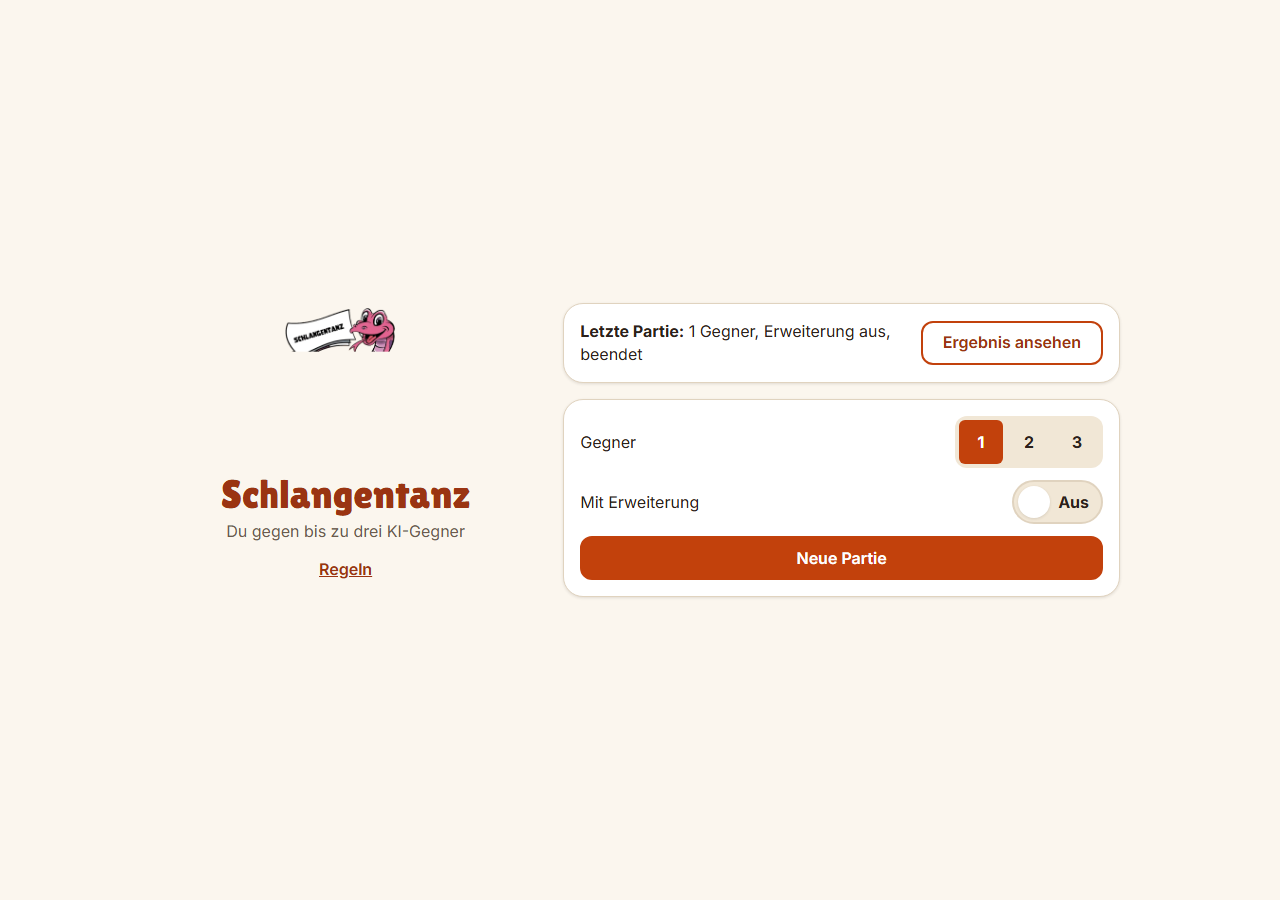 SCHLANGENTANZ
Schlangentanz
Du gegen bis zu drei KI-Gegner
Regeln
Letzte Partie: 1 Gegner, Erweiterung aus,
beendet
Ergebnis ansehen
Gegner
1 2 3
Mit Erweiterung
Aus
Neue Partie